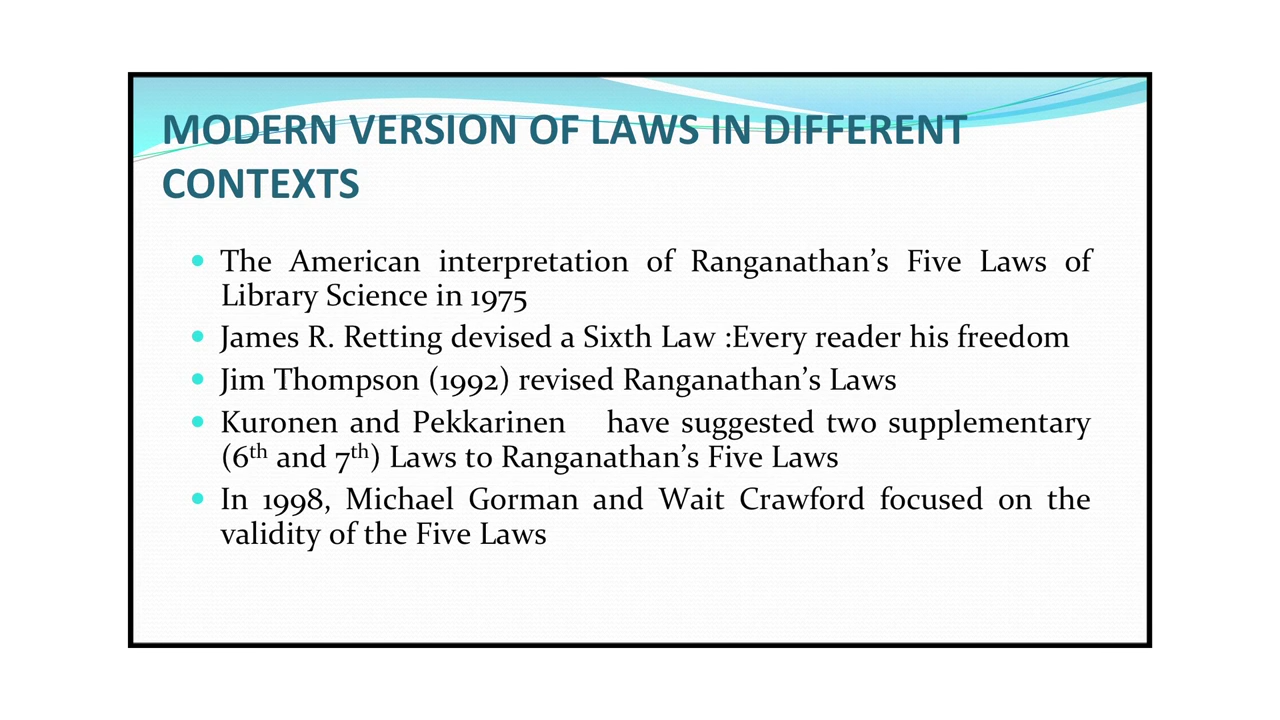 MODERN VERSION OF LAWS IN DIFFERENT
CONTEXTS
• The American interpretation of Ranganathan’s Five Laws of
Library Science in 1975
• James R. Retting devised a Sixth Law :Every reader his freedom
• Jim Thompson (1992) revised Ranganathan’s Laws
• Kuronen and Pekkarinen have suggested two supplementary
(6th and 7th) Laws to Ranganathan’s Five Laws
• In 1998, Michael Gorman and Wait Crawford focused on the
validity of the Five Laws